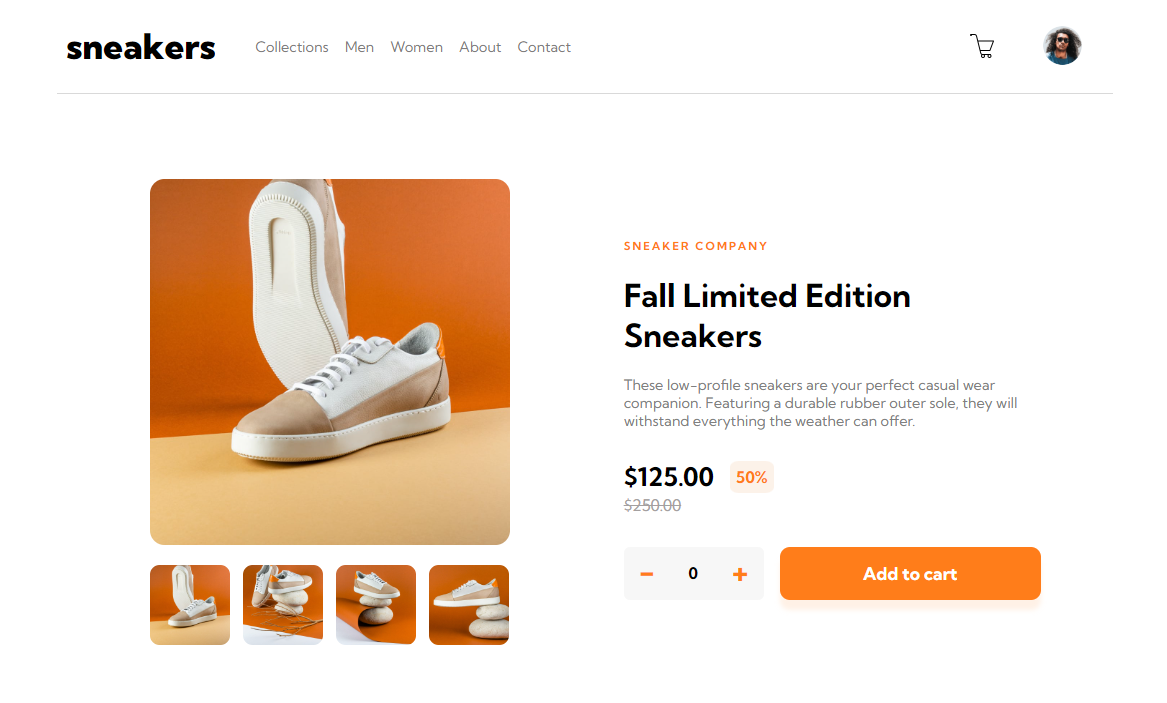 sneakers Collections Men Women About Contact
SNEAKER COMPANY
Fall Limited Edition
Sneakers
These low-profile sneakers are your perfect casual wear
companion. Featuring a durable rubber outer sole, they will
withstand everything the weather can offer.
$125.00 50%
$250.00
− 0 + Add to cart